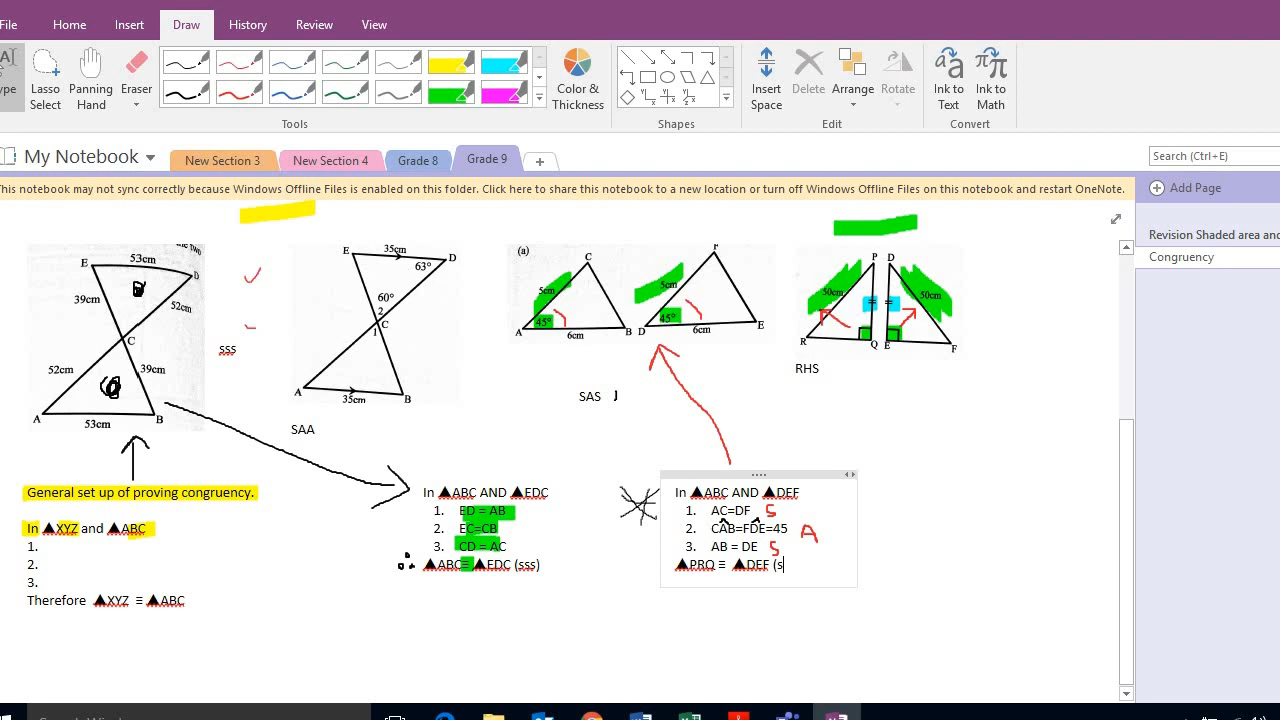 File Home Insert Draw History Review View
Type
Lasso Select
Panning Hand
Eraser
Color & Thickness
Insert Space
Delete
Arrange
Rotate
Ink to Text
Ink to Math
Tools
Shapes
Edit
Convert
My Notebook
New Section 3
New Section 4
Grade 8
Grade 9
Search (Ctrl+E)
This notebook may not sync correctly because Windows Offline Files is enabled on this folder. Click here to share this notebook to a new location or turn off Windows Offline Files on this notebook and restart OneNote.
Add Page
Revision Shaded area and
Congruency
E 53cm D
39cm
52cm
C
52cm
39cm
A 53cm B
SSS
E 35cm D
63°
60°
2
C
1
A 35cm B
SAA
(a)
C
5cm
45°
A 6cm B
F
5cm
45°
D 6cm E
SAS
P D
50cm
50cm
R Q E F
RHS
General set up of proving congruency.
In ▲XYZ and ▲ABC
1.
2.
3.
Therefore ▲XYZ ≡ ▲ABC
In ▲ABC AND ▲EDC
1. ED = AB
2. EC=CB
3. CD = AC
∴ ▲ABC≡ ▲EDC (sss)
In ▲ABC AND ▲DEF
1. AC=DF S
2. CAB=FDE=45 A
3. AB = DE S
▲PRQ ≡ ▲DEF (s